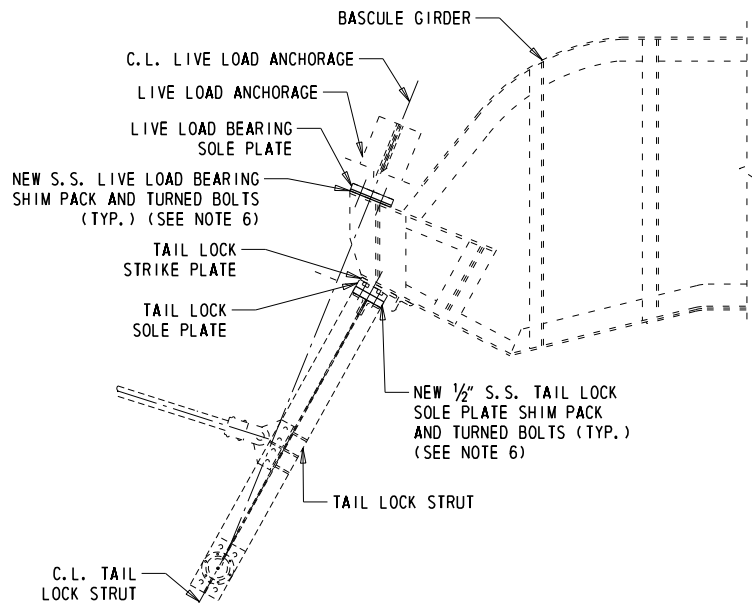 BASCULE GIRDER
C.L. LIVE LOAD ANCHORAGE
LIVE LOAD ANCHORAGE
LIVE LOAD BEARING
SOLE PLATE
NEW S.S. LIVE LOAD BEARING
SHIM PACK AND TURNED BOLTS
(TYP.) (SEE NOTE 6)
TAIL LOCK
STRIKE PLATE
TAIL LOCK
SOLE PLATE
NEW ½" S.S. TAIL LOCK
SOLE PLATE SHIM PACK
AND TURNED BOLTS (TYP.)
(SEE NOTE 6)
TAIL LOCK STRUT
C.L. TAIL
LOCK STRUT